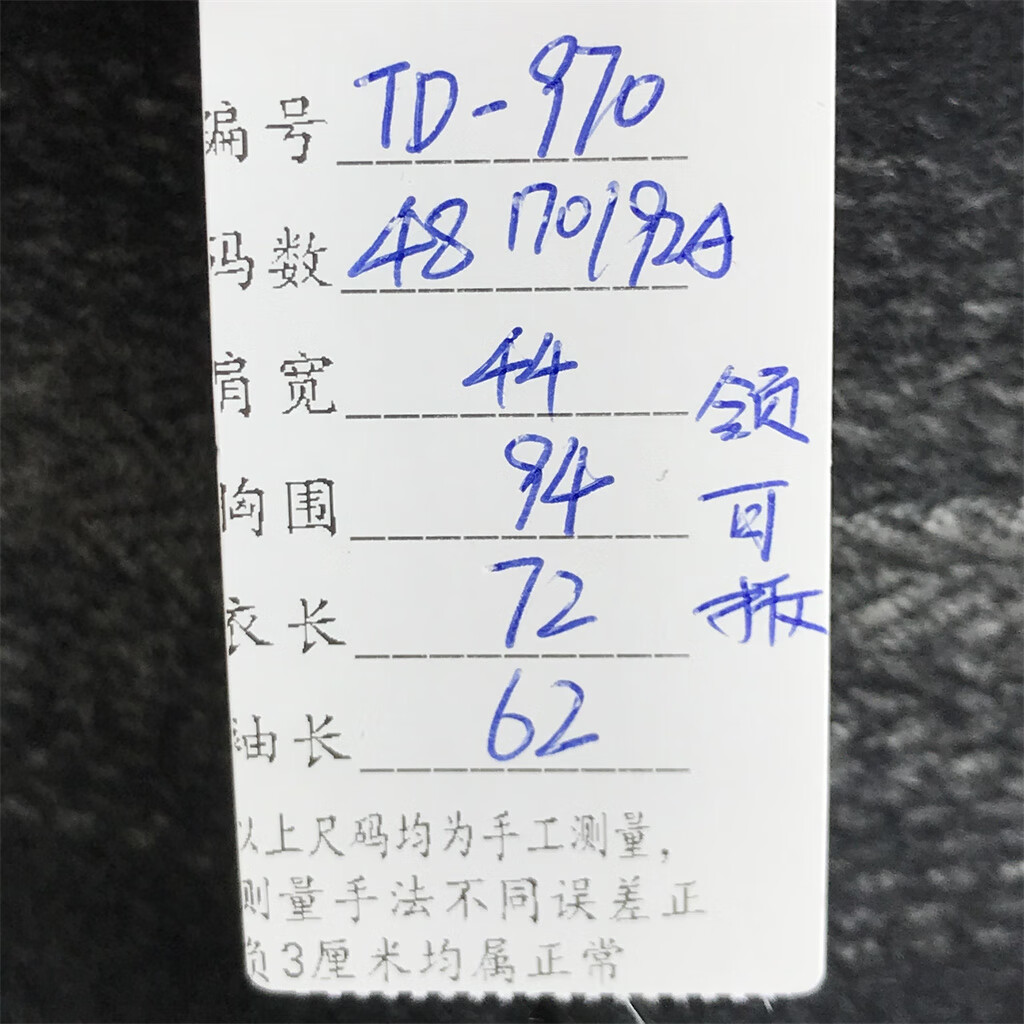 编号 TD-970
码数 48 170/92A
肩宽 44
胸围 94
衣长 72
袖长 62
领可拆
以上尺码均为手工测量,
测量手法不同误差正
负3厘米均属正常